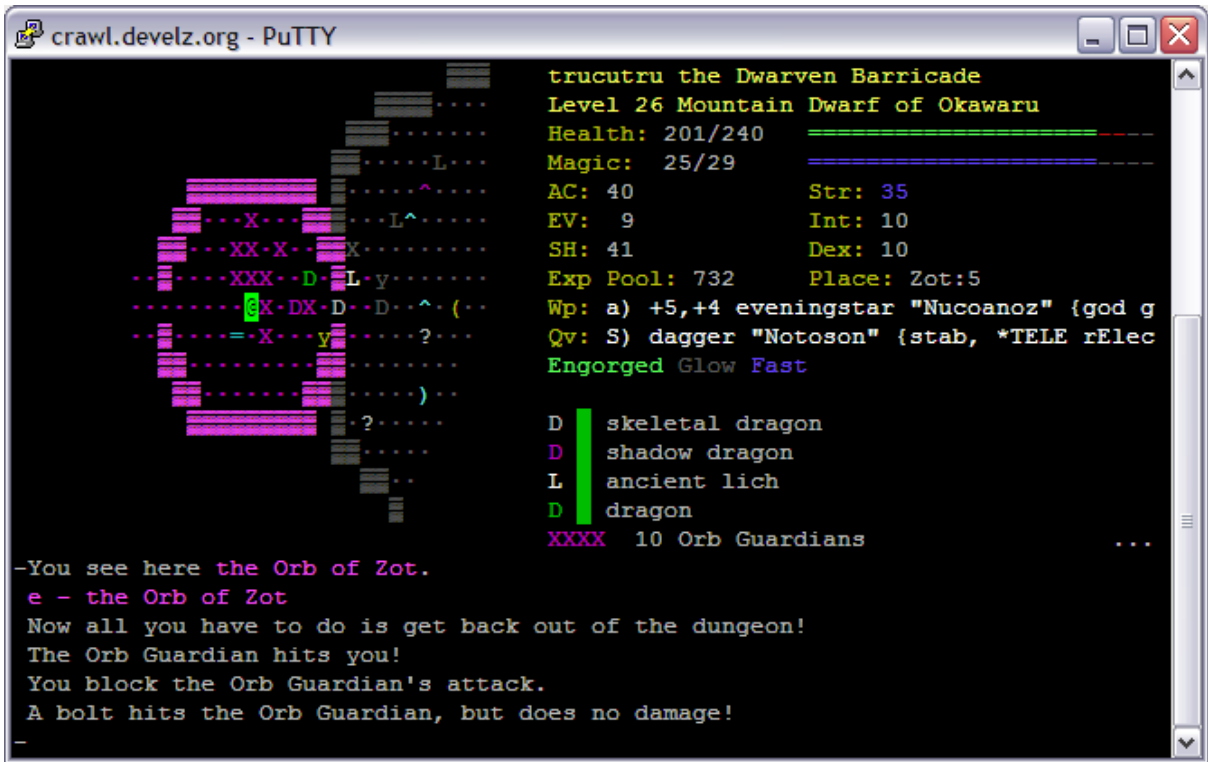 crawl.develz.org - PuTTY
trucutru the Dwarven Barricade
Level 26 Mountain Dwarf of Okawaru
Health: 201/240
Magic: 25/29
AC: 40 Str: 35
EV: 9 Int: 10
SH: 41 Dex: 10
Exp Pool: 732 Place: Zot:5
Wp: a) +5,+4 eveningstar "Nucoanoz" {god g
Qv: S) dagger "Notoson" {stab, *TELE rElec
Engorged Glow Fast
D skeletal dragon
D shadow dragon
L ancient lich
D dragon
XXXX 10 Orb Guardians ...
-You see here the Orb of Zot.
e - the Orb of Zot
Now all you have to do is get back out of the dungeon!
The Orb Guardian hits you!
You block the Orb Guardian's attack.
A bolt hits the Orb Guardian, but does no damage!